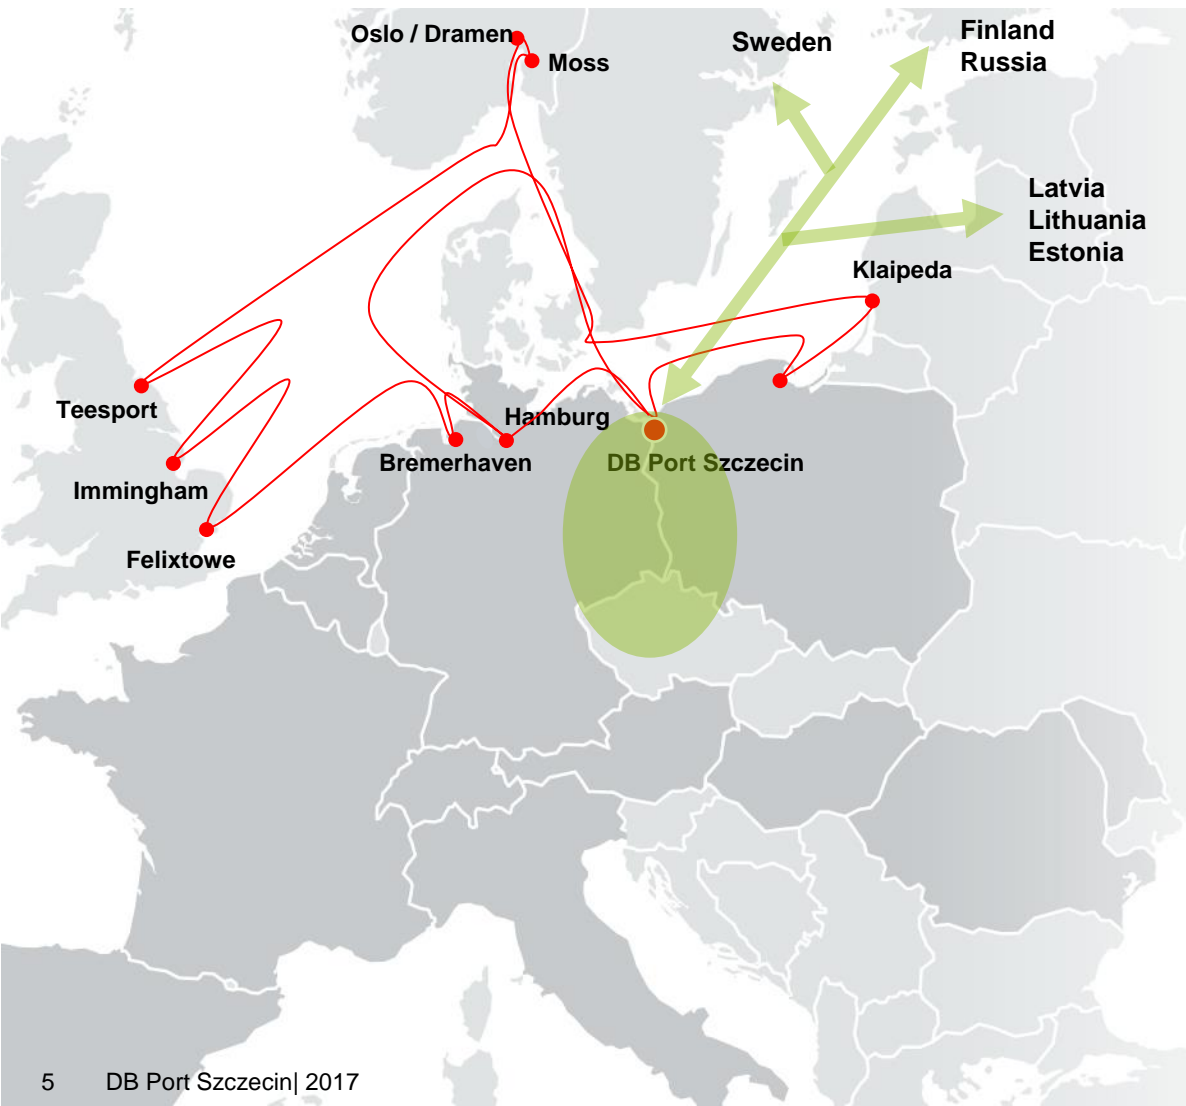 Oslo / Dramen
Moss
Sweden
Finland
Russia
Latvia
Lithuania
Estonia
Klaipeda
Teesport
Hamburg
Bremerhaven
DB Port Szczecin
Immingham
Felixtowe
5 DB Port Szczecin| 2017